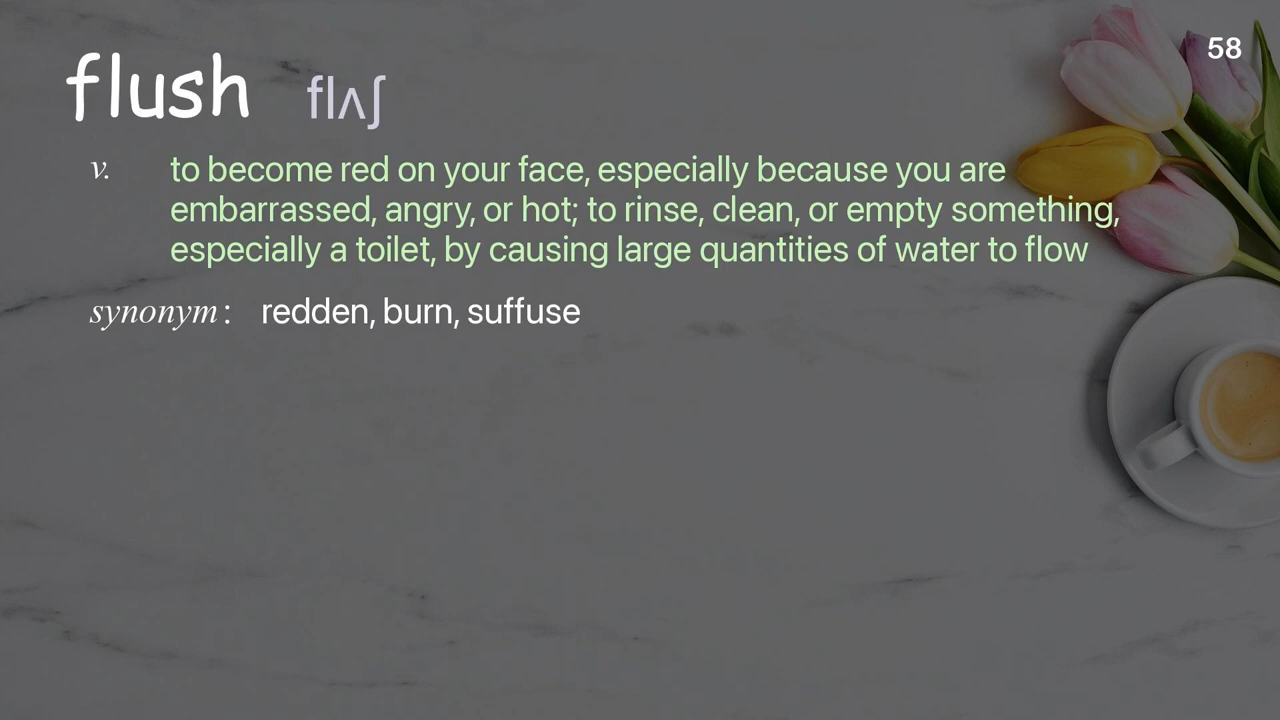 58
flush flʌʃ
v. to become red on your face, especially because you are
embarrassed, angry, or hot; to rinse, clean, or empty something,
especially a toilet, by causing large quantities of water to flow
synonym: redden, burn, suffuse